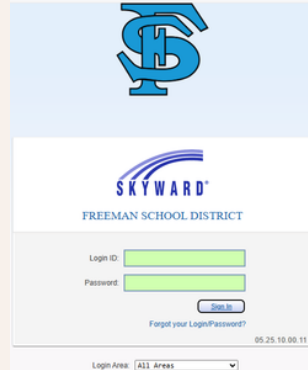 FHS
SKYWARD®
FREEMAN SCHOOL DISTRICT
Login ID:
Password:
Sign In
Forgot your Login/Password?
05.25.10.00.11
Login Area: All Areas